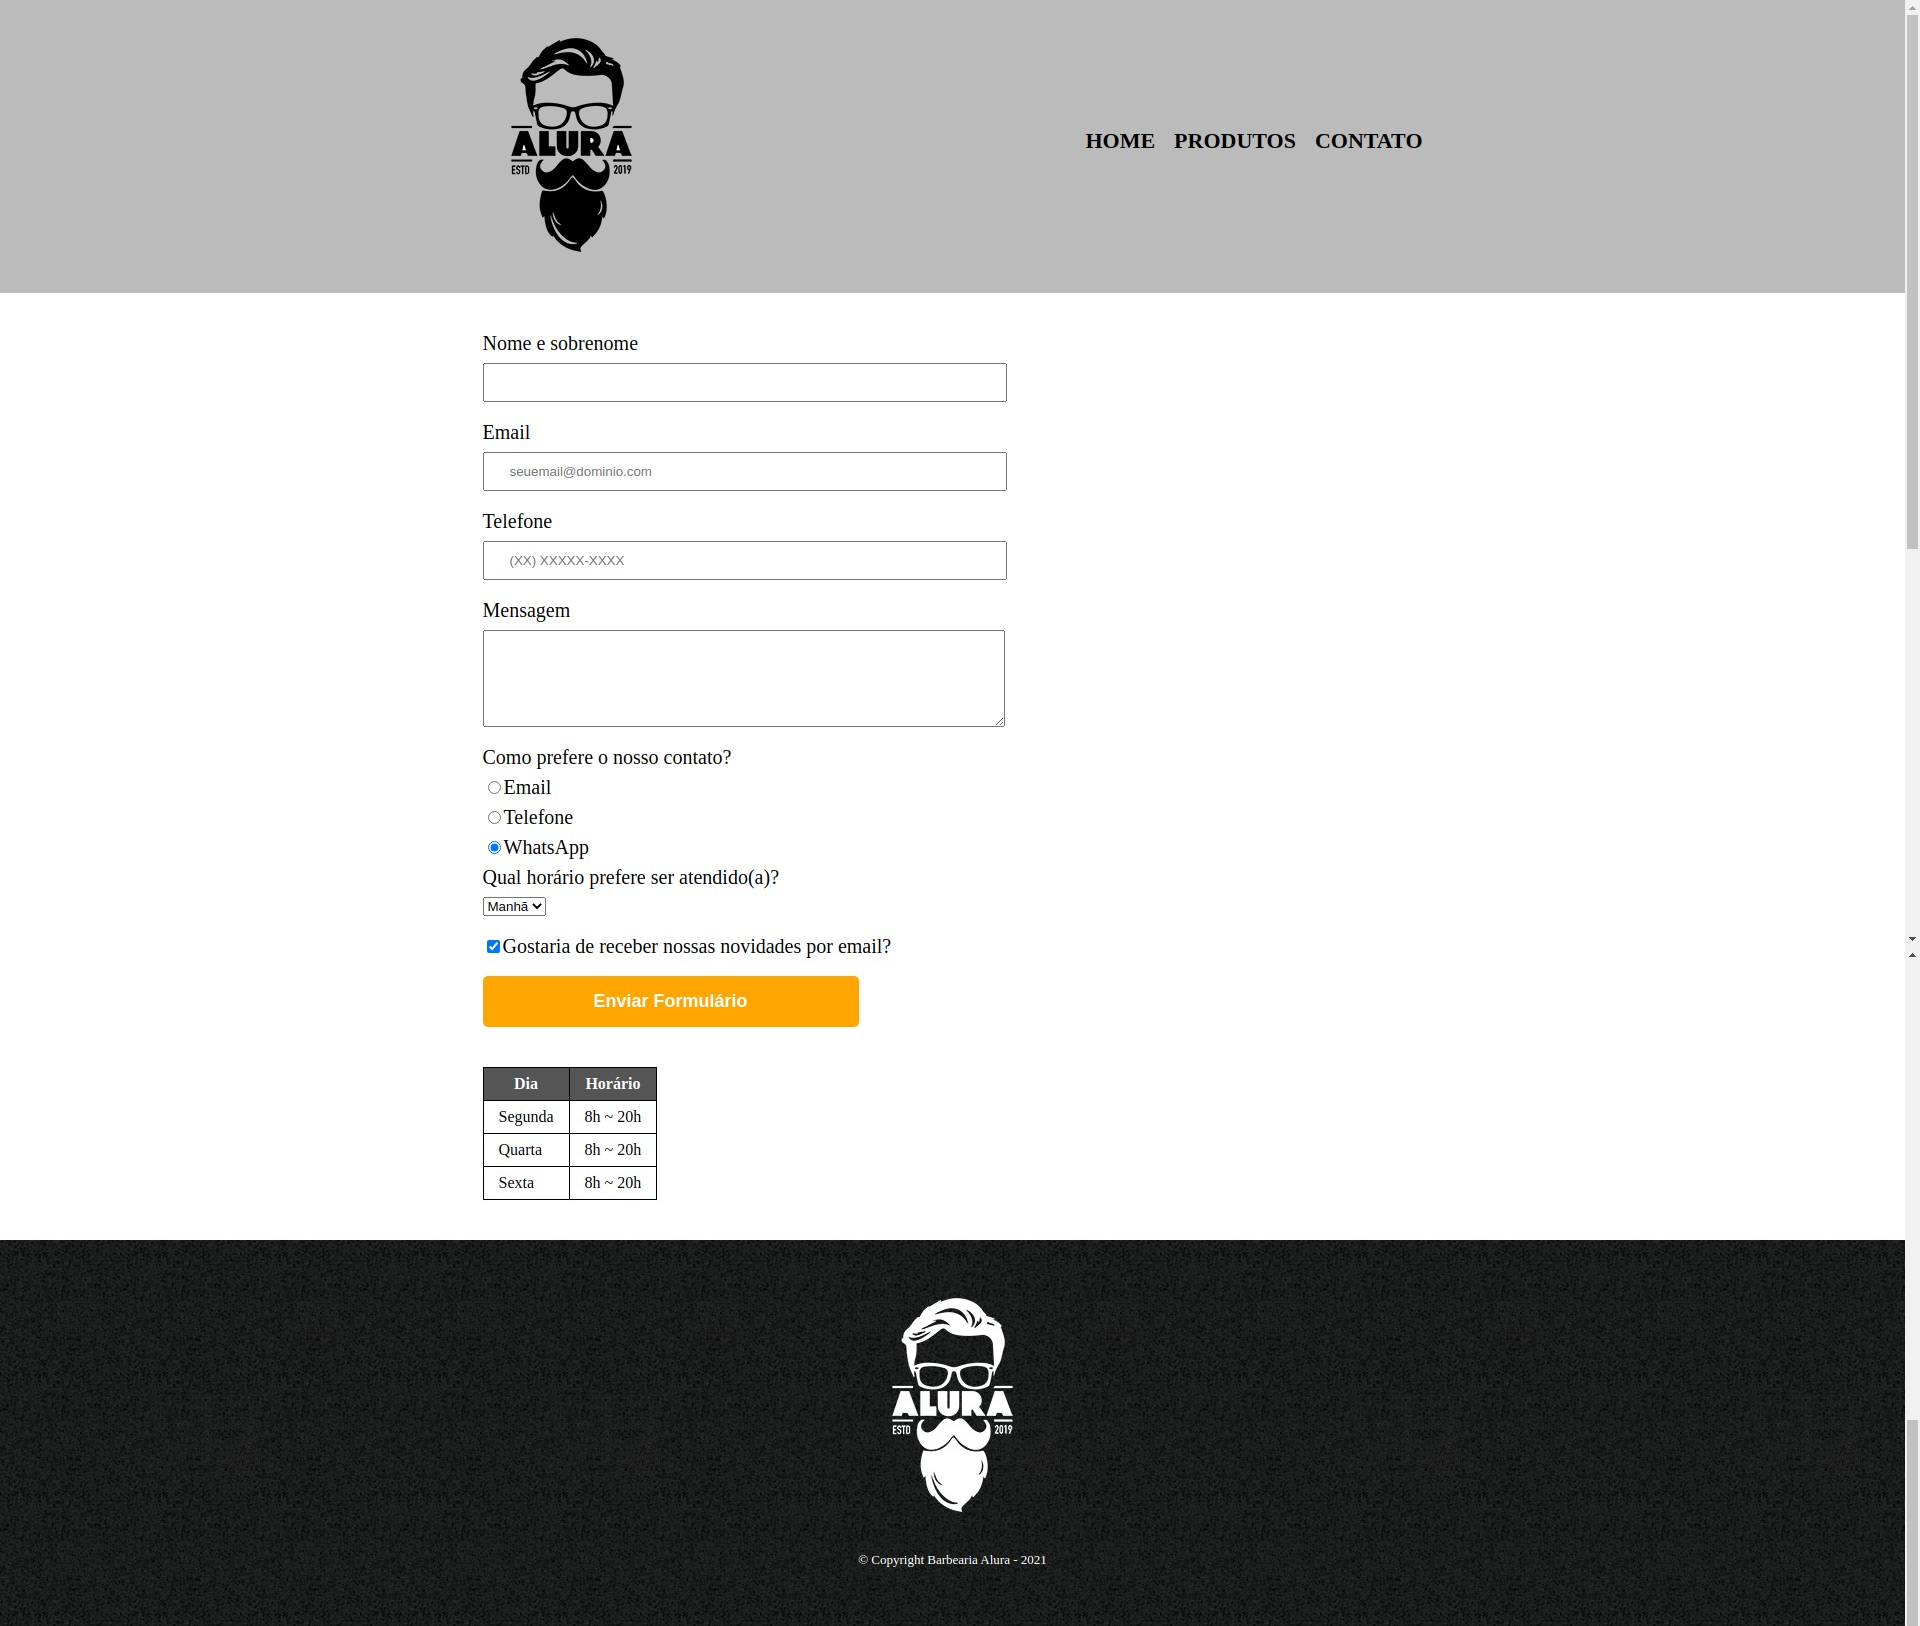 ALURA
ESTD 2019
HOME PRODUTOS CONTATO
Nome e sobrenome
Email
seuemail@dominio.com
Telefone
(XX) XXXXX-XXXX
Mensagem
Como prefere o nosso contato?
Email
Telefone
WhatsApp
Qual horário prefere ser atendido(a)?
Manhã
Gostaria de receber nossas novidades por email?
Enviar Formulário
Dia Horário
Segunda 8h ~ 20h
Quarta 8h ~ 20h
Sexta 8h ~ 20h
ALURA
ESTD 2019
© Copyright Barbearia Alura - 2021